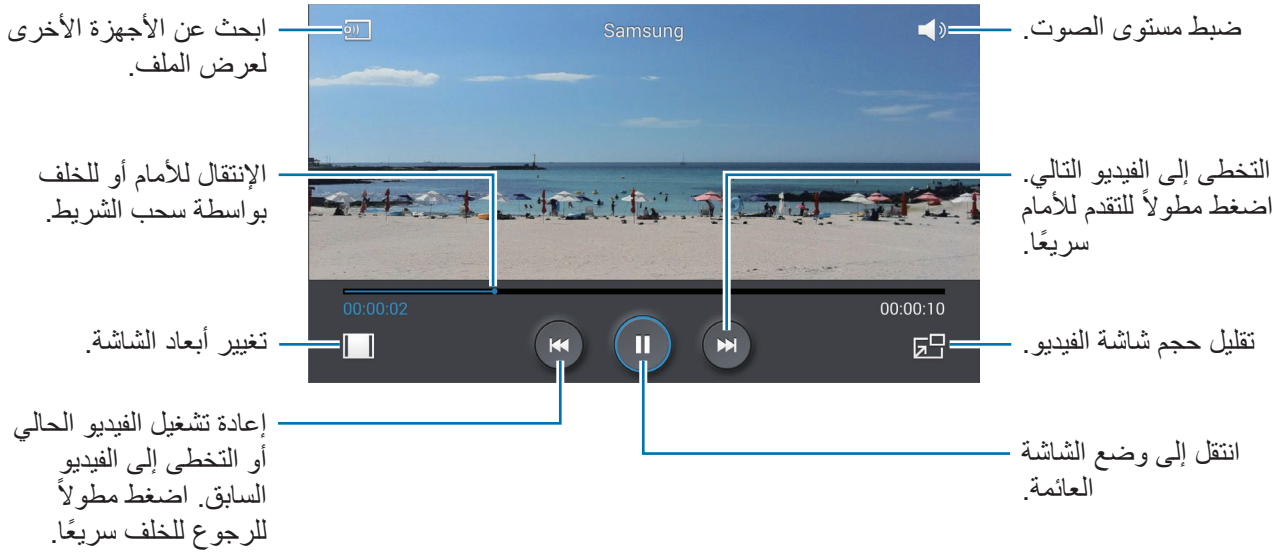 ابحث عن الأجهزة الأخرى
لعرض الملف.
Samsung
ضبط مستوى الصوت.
الإنتقال للأمام أو للخلف
بواسطة سحب الشريط.
التخطى إلى الفيديو التالي.
اضغط مطولاً للتقدم للأمام
سريعًا.
00:00:02
00:00:10
تغيير أبعاد الشاشة.
تقليل حجم شاشة الفيديو.
إعادة تشغيل الفيديو الحالي
أو التخطى إلى الفيديو
السابق. اضغط مطولاً
للرجوع للخلف سريعًا.
انتقل إلى وضع الشاشة
العائمة.